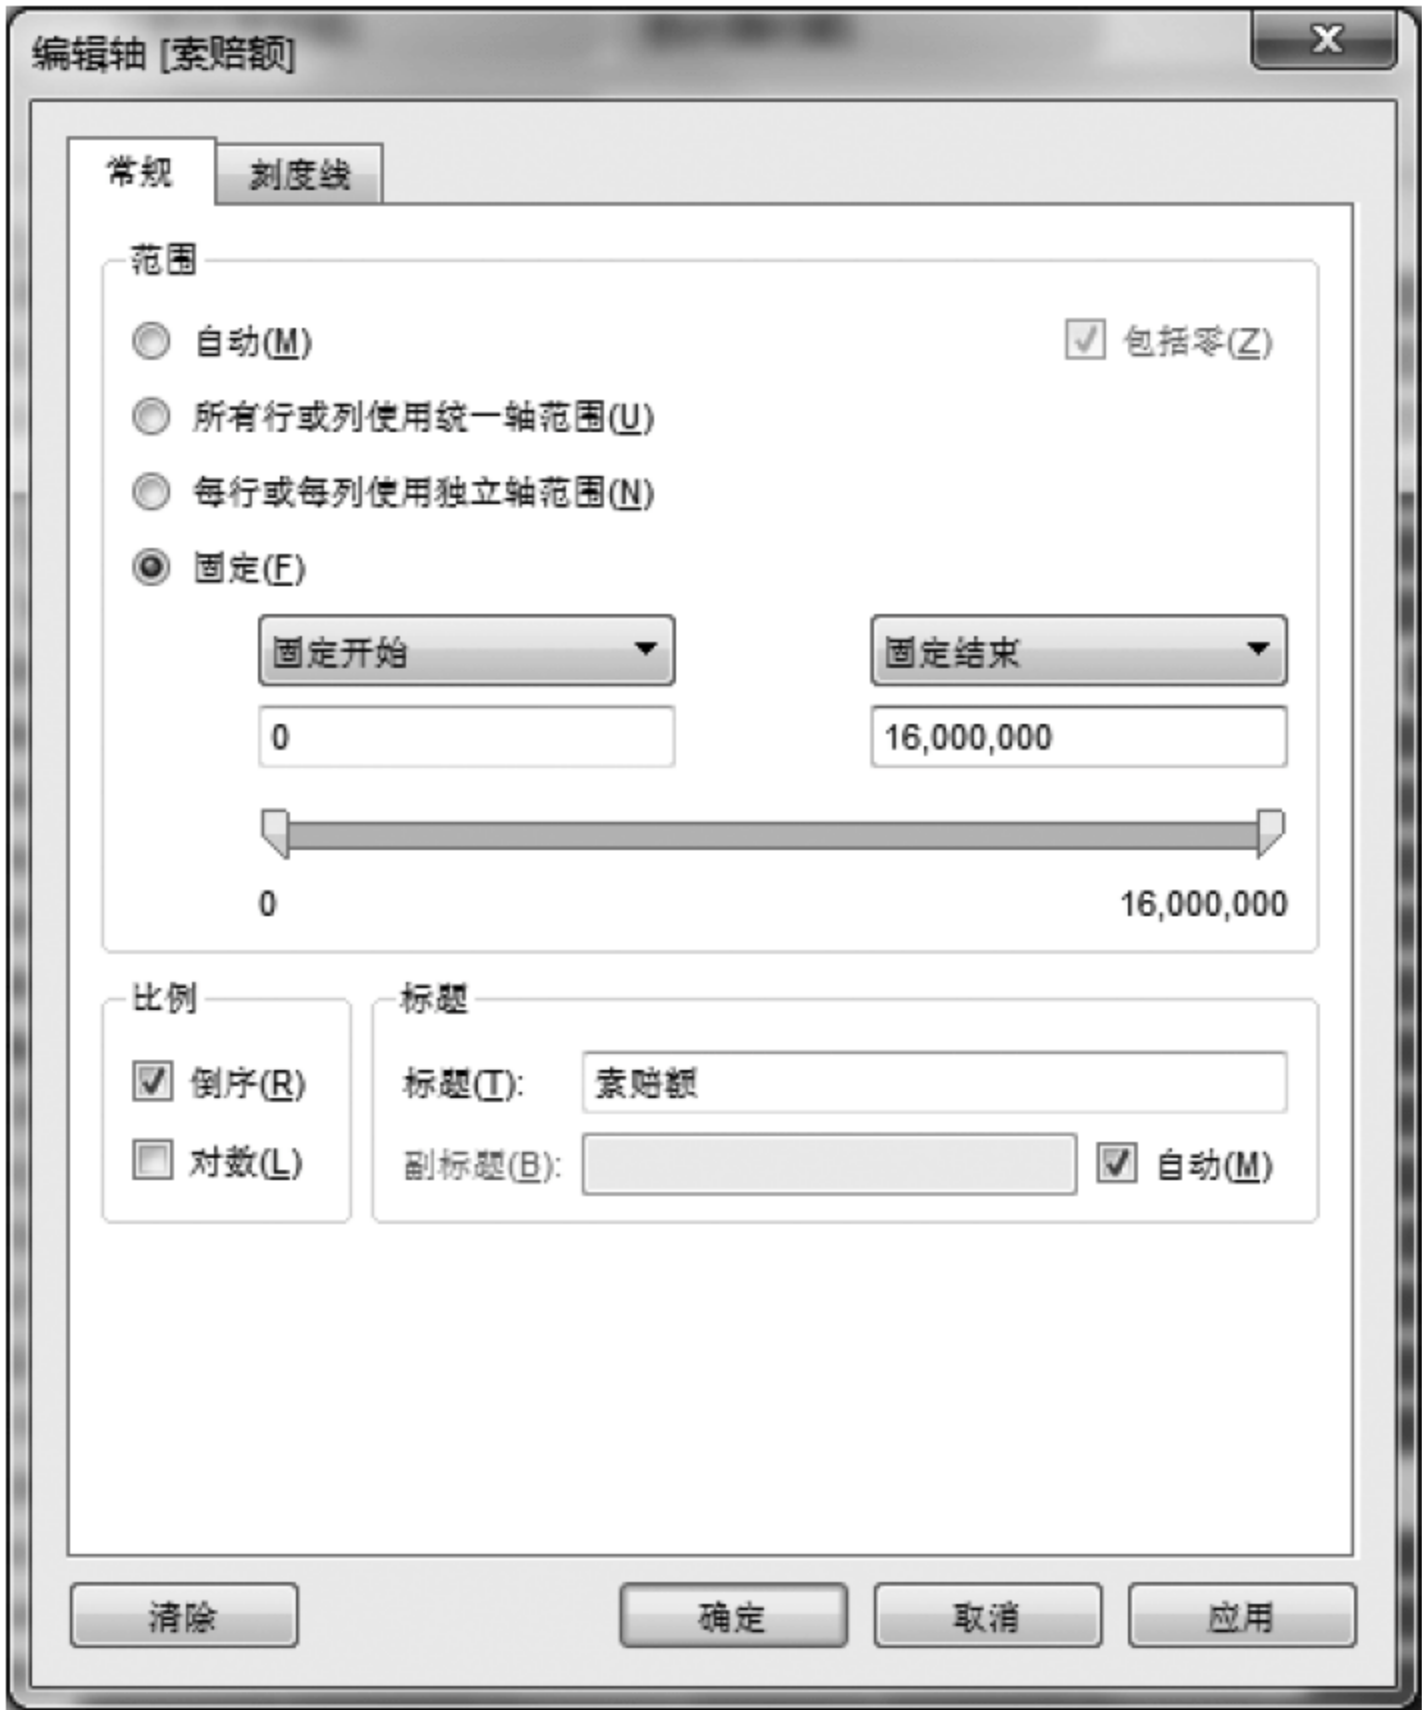 编辑轴 [索赔额]
常规 刻度线
范围
自动(M) 包括零(Z)
所有行或列使用统一轴范围(U)
每行或每列使用独立轴范围(N)
固定(F)
固定开始 固定结束
0 16,000,000
0 16,000,000
比例 标题
倒序(R) 标题(T): 索赔额
对数(L) 副标题(B): 自动(M)
清除 确定 取消 应用